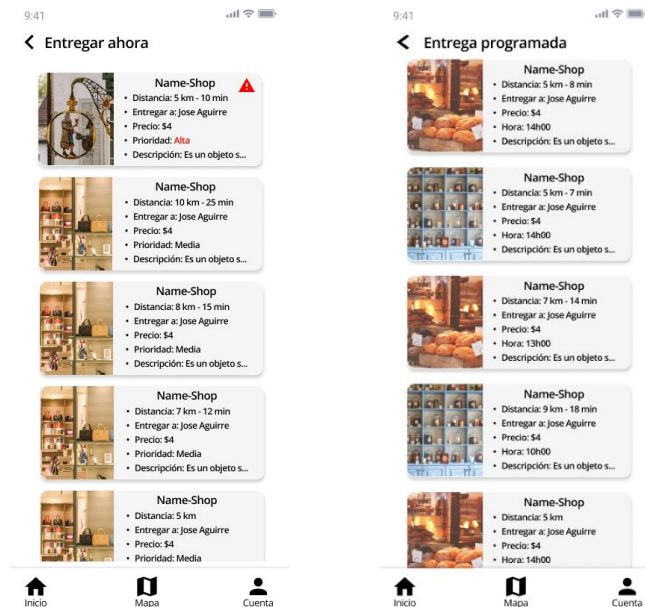 9:41
Entregar ahora
Name-Shop
• Distancia: 5 km - 10 min
• Entregar a: Jose Aguirre
• Precio: $4
• Prioridad: Alta
• Descripción: Es un objeto s...
Name-Shop
• Distancia: 10 km - 25 min
• Entregar a: Jose Aguirre
• Precio: $4
• Prioridad: Media
• Descripción: Es un objeto s...
Name-Shop
• Distancia: 8 km - 15 min
• Entregar a: Jose Aguirre
• Precio: $4
• Prioridad: Media
• Descripción: Es un objeto s...
Name-Shop
• Distancia: 7 km - 12 min
• Entregar a: Jose Aguirre
• Precio: $4
• Prioridad: Media
• Descripción: Es un objeto s...
Name-Shop
• Distancia: 5 km
• Entregar a: Jose Aguirre
• Precio: $4
• Prioridad: Media
Inicio
Mapa
Cuenta
9:41
Entrega programada
Name-Shop
• Distancia: 5 km - 8 min
• Entregar a: Jose Aguirre
• Precio: $4
• Hora: 14h00
• Descripción: Es un objeto s...
Name-Shop
• Distancia: 5 km - 7 min
• Entregar a: Jose Aguirre
• Precio: $4
• Hora: 14h00
• Descripción: Es un objeto s...
Name-Shop
• Distancia: 7 km - 14 min
• Entregar a: Jose Aguirre
• Precio: $4
• Hora: 13h00
• Descripción: Es un objeto s...
Name-Shop
• Distancia: 9 km - 18 min
• Entregar a: Jose Aguirre
• Precio: $4
• Hora: 10h00
• Descripción: Es un objeto s...
Name-Shop
• Distancia: 5 km
• Entregar a: Jose Aguirre
• Precio: $4
• Hora: 14h00
Inicio
Mapa
Cuenta